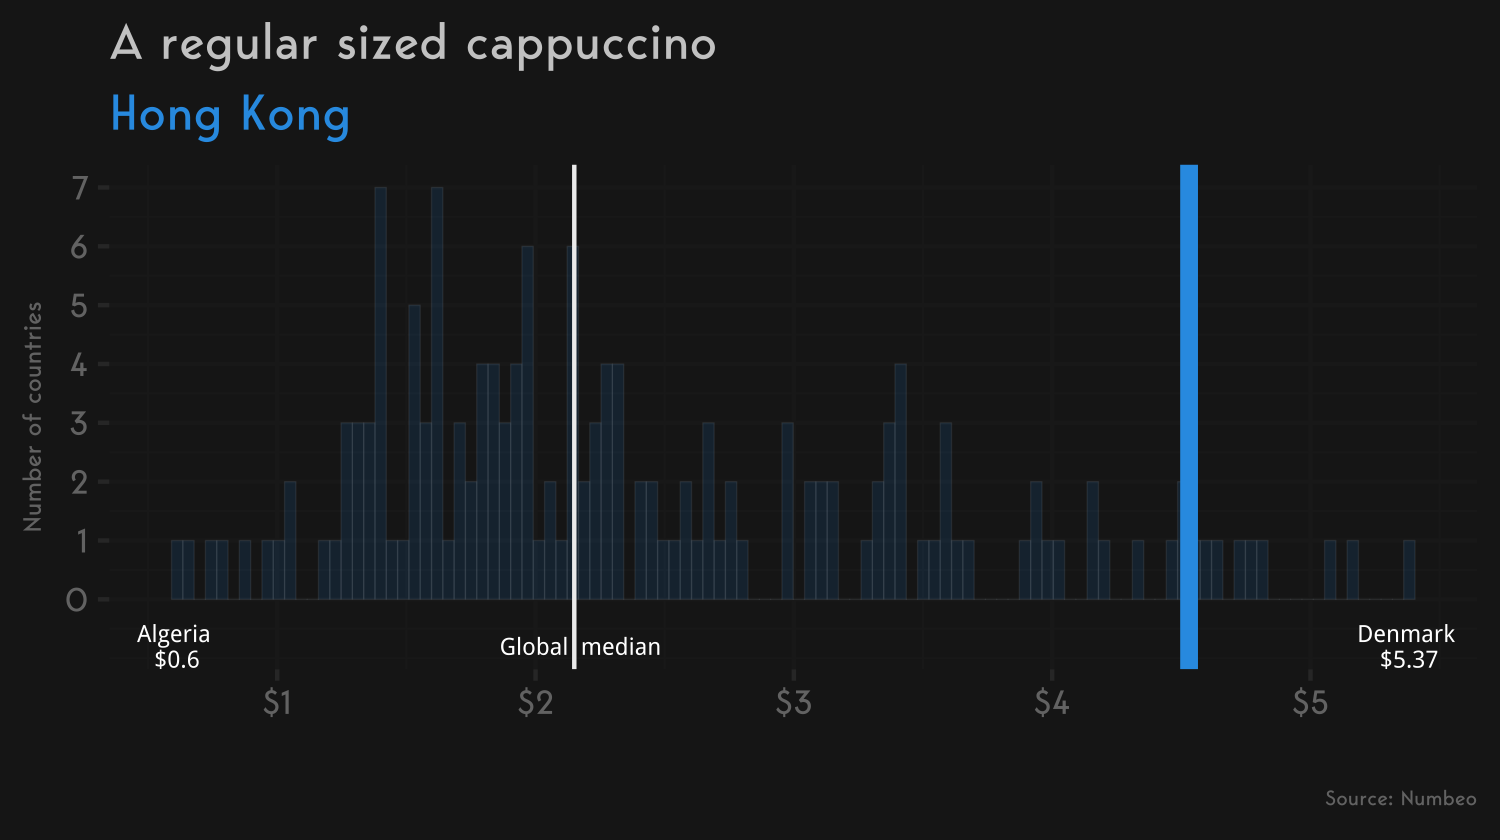 A regular sized cappuccino
Hong Kong
Number of countries
7
6
5
4
3
2
1
0
Algeria
$0.6
Global median
Denmark
$5.37
$1 $2 $3 $4 $5
Source: Numbeo